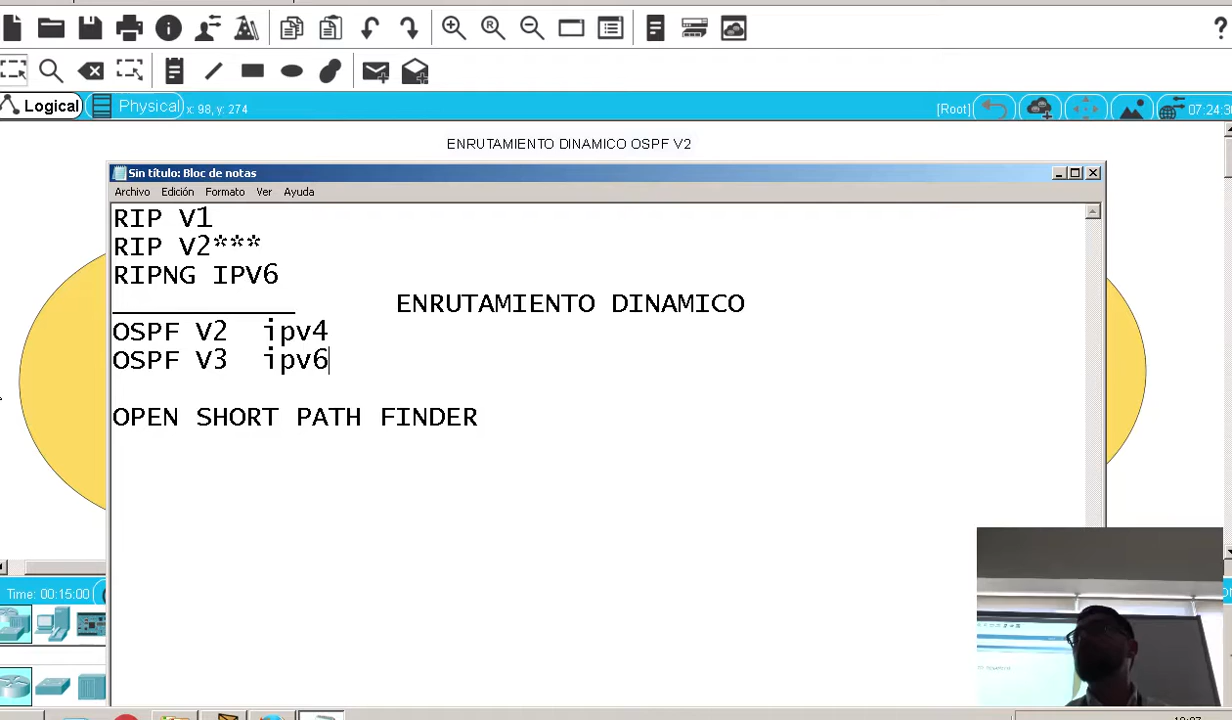 Logical
Physical
x: 98, y: 274
[Root]
ENRUTAMIENTO DINAMICO OSPF V2
Sin título: Bloc de notas
Archivo Edición Formato Ver Ayuda
RIP V1
RIP V2***
RIPNG IPV6
____________ ENRUTAMIENTO DINAMICO
OSPF V2 ipv4
OSPF V3 ipv6
OPEN SHORT PATH FINDER
Time: 00:15:00